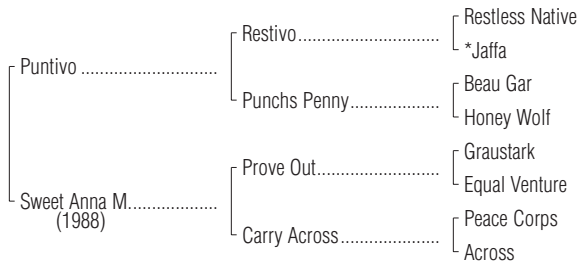 Restless Native
Restivo........................................
*Jaffa
Puntivo ......................................
Beau Gar
Punchs Penny.........................
Honey Wolf
Graustark
Prove Out...................................
Equal Venture
Sweet Anna M.........................
(1988)
Peace Corps
Carry Across............................
Across